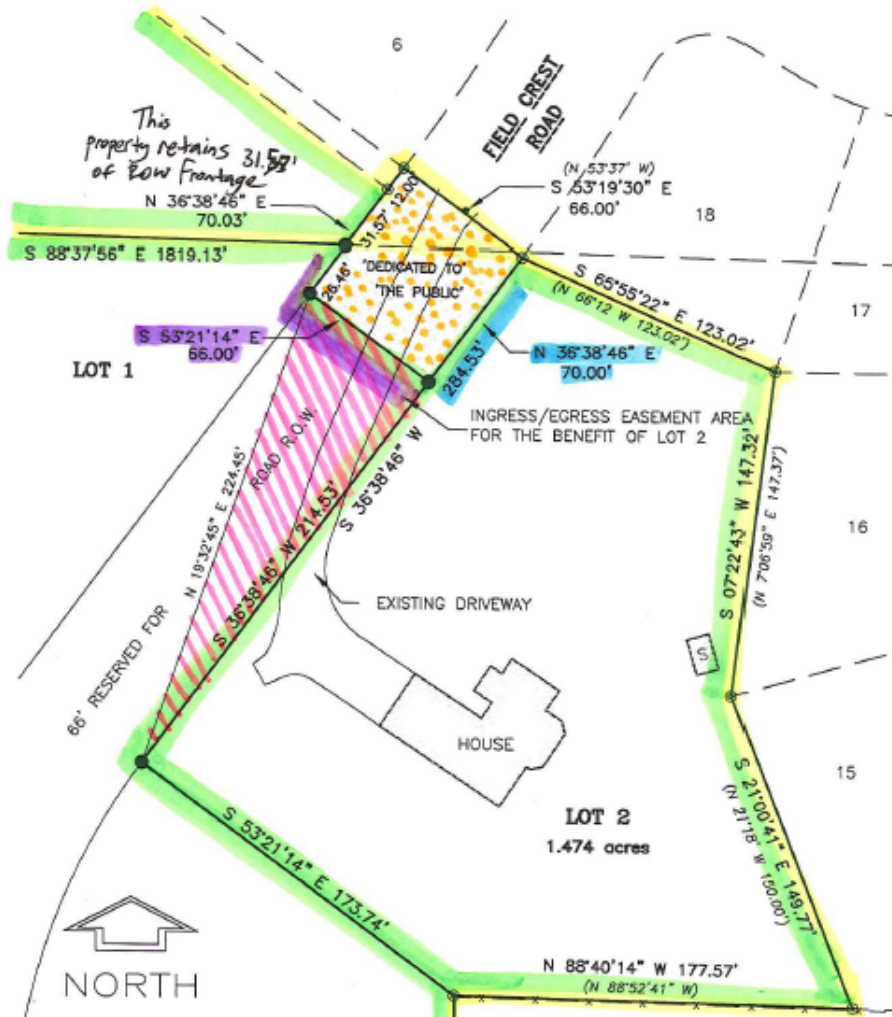 6
FIELD CREST
ROAD
This
property retains 31.57'
of Row Frontage
(N 53°37' W)
S 53°19'30" E
66.00'
N 36°38'46" E
70.03'
12.00'
31.57'
18
S 88°37'56" E 1819.13'
"DEDICATED TO
THE PUBLIC"
26.46'
S 65°55'22" E 123.02'
(N 66°12 W 123.02')
17
S 53°21'14" E
66.00'
N 36°38'46" E
70.00'
284.53'
LOT 1
INGRESS/EGRESS EASEMENT AREA
FOR THE BENEFIT OF LOT 2
ROAD R.O.W.
S 36°38'46" W
N 19°32'45" E 224.45'
S 36°38'46" W 214.53'
S 07°22'43" W 147.32'
(N 7°06'59" E 147.37')
16
EXISTING DRIVEWAY
66' RESERVED FOR
S
HOUSE
15
LOT 2
1.474 acres
S 21°00'41" E 149.77'
(N 21°18' W 150.00')
S 53°21'14" E 173.74'
N 88°40'14" W 177.57'
(N 88°52'41" W)
NORTH